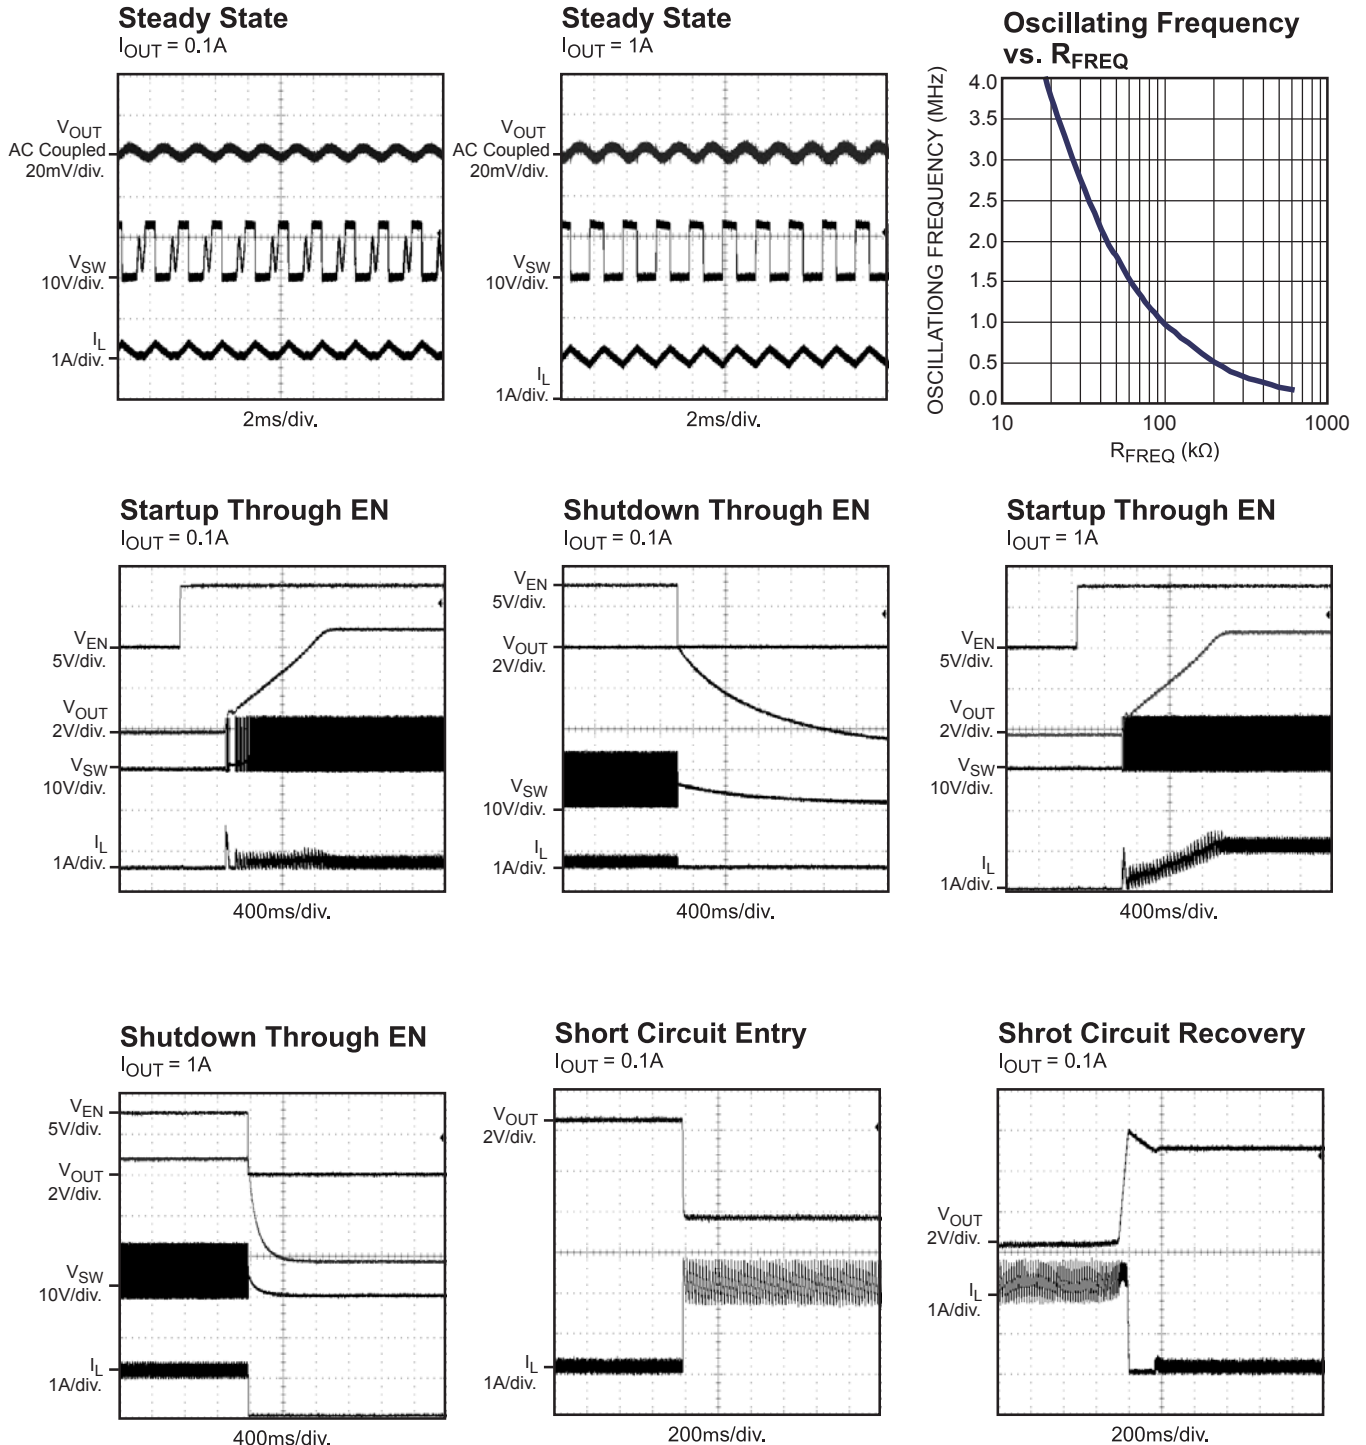 Steady State
IOUT = 0.1A
VOUT
AC Coupled
20mV/div.
VSW
10V/div.
IL
1A/div.
2ms/div.
Steady State
IOUT = 1A
VOUT
AC Coupled
20mV/div.
VSW
10V/div.
IL
1A/div.
2ms/div.
Oscillating Frequency
vs. RFREQ
OSCILLATIONG FREQUENCY (MHz)
4.0
3.5
3.0
2.5
2.0
1.5
1.0
0.5
0.0
10
100
1000
RFREQ (kΩ)
Startup Through EN
IOUT = 0.1A
VEN
5V/div.
VOUT
2V/div.
VSW
10V/div.
IL
1A/div.
400ms/div.
Shutdown Through EN
IOUT = 0.1A
VEN
5V/div.
VOUT
2V/div.
VSW
10V/div.
IL
1A/div.
400ms/div.
Startup Through EN
IOUT = 1A
VEN
5V/div.
VOUT
2V/div.
VSW
10V/div.
IL
1A/div.
400ms/div.
Shutdown Through EN
IOUT = 1A
VEN
5V/div.
VOUT
2V/div.
VSW
10V/div.
IL
1A/div.
400ms/div.
Short Circuit Entry
IOUT = 0.1A
VOUT
2V/div.
IL
1A/div.
200ms/div.
Shrot Circuit Recovery
IOUT = 0.1A
VOUT
2V/div.
IL
1A/div.
200ms/div.